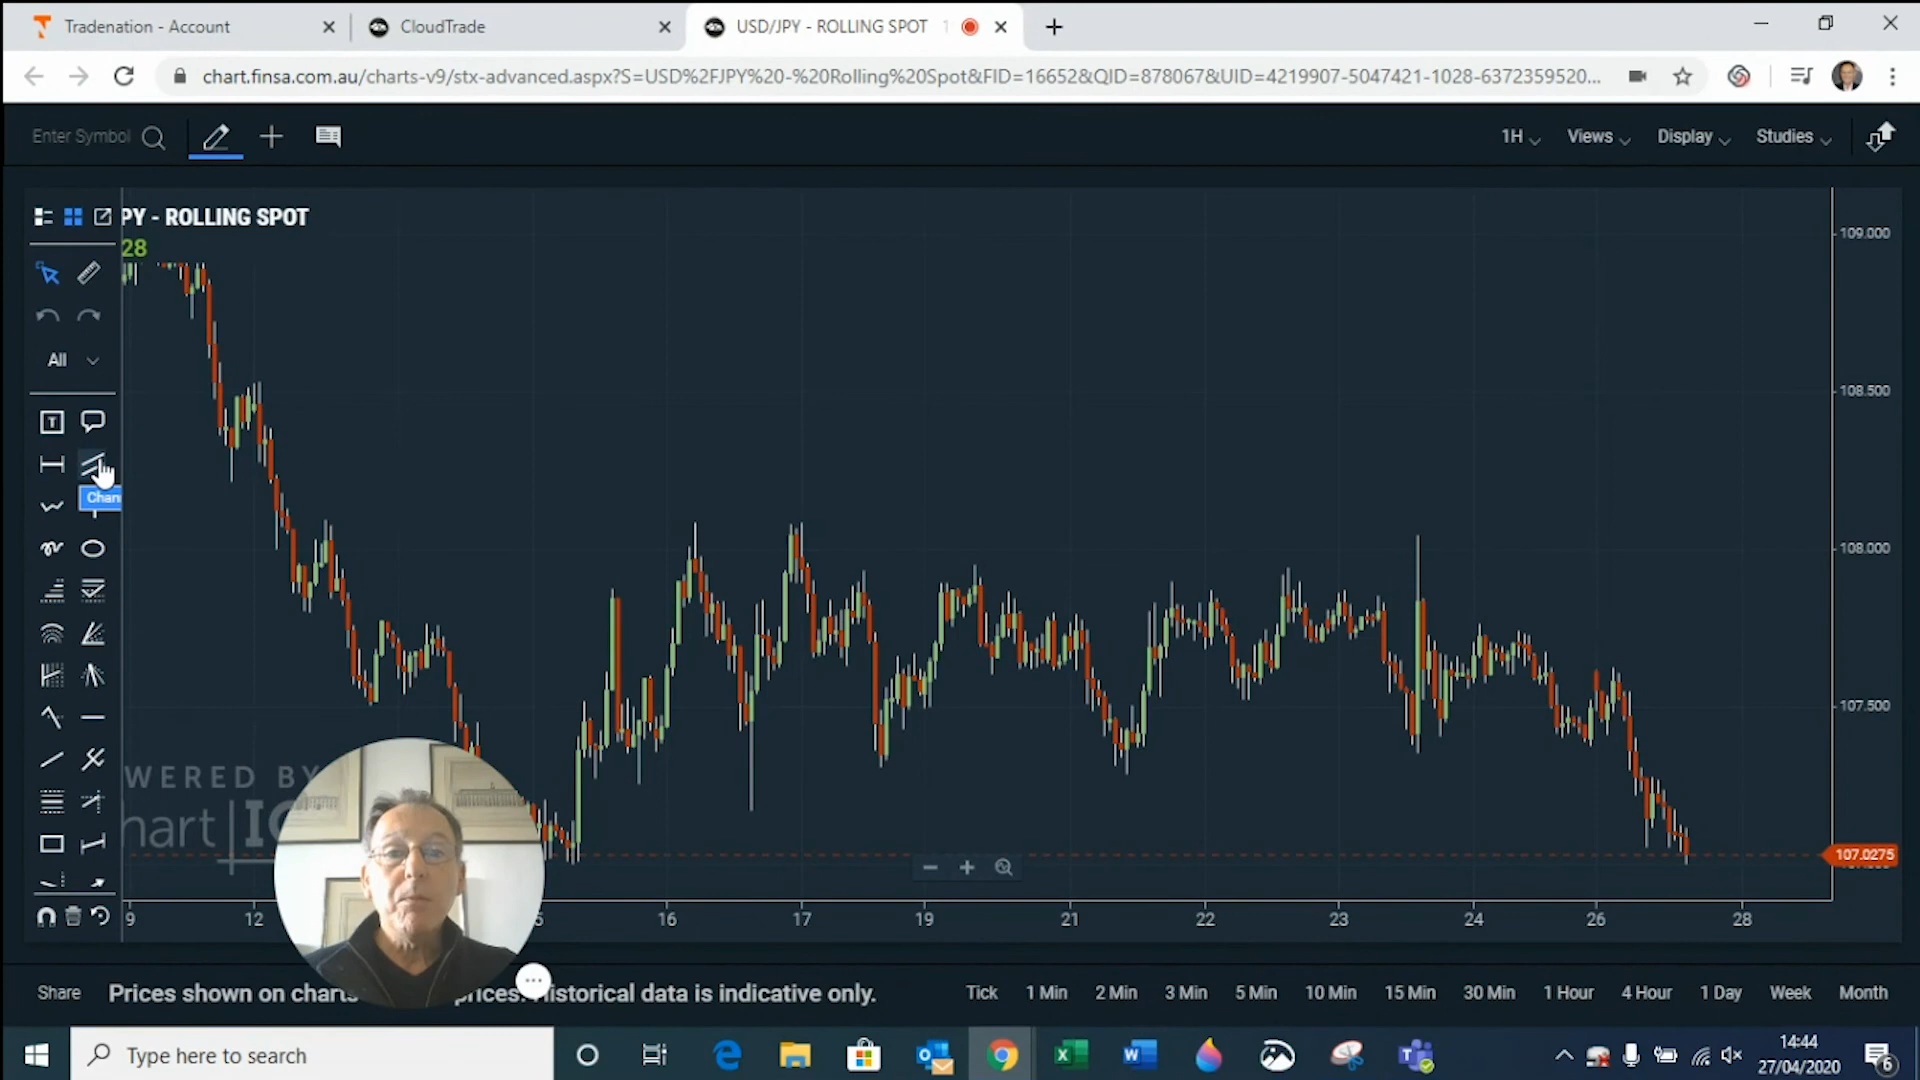 Tradenation - Account
CloudTrade
USD/JPY - ROLLING SPOT
chart.finsa.com.au/charts-v9/stx-advanced.aspx?S=USD%2FJPY%20-%20Rolling%20Spot&FID=16652&QID=878067&UID=4219907-5047421-1028-6372359520...
Enter Symbol
1H
Views
Display
Studies
PY - ROLLING SPOT
28
All
T
Chan
109.000
108.500
108.000
107.500
107.0275
WERED BY
hart|I
9
12
5
16
17
19
21
22
23
24
26
28
Share
Prices shown on charts prices. Historical data is indicative only.
Tick
1 Min
2 Min
3 Min
5 Min
10 Min
15 Min
30 Min
1 Hour
4 Hour
1 Day
Week
Month
Type here to search
14:44
27/04/2020
6